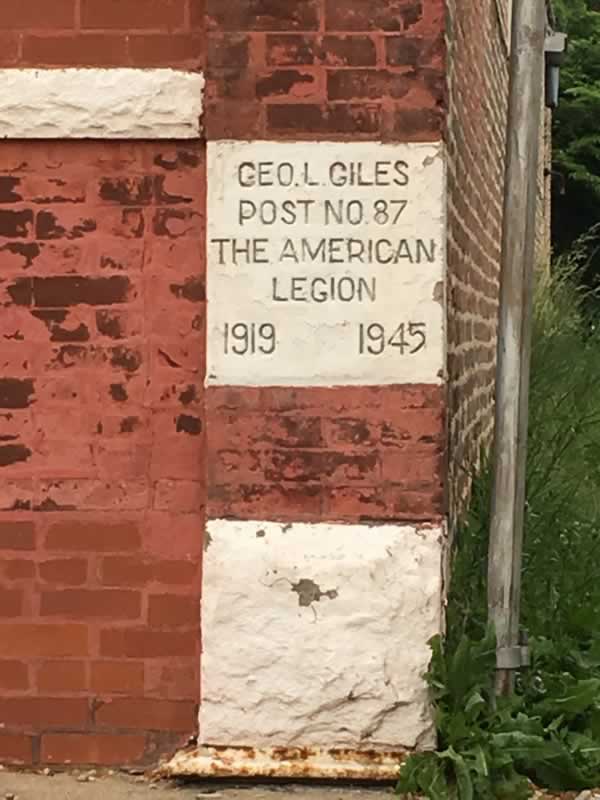 GEO. L. GILES
POST NO. 87
THE AMERICAN
LEGION
1919 1945